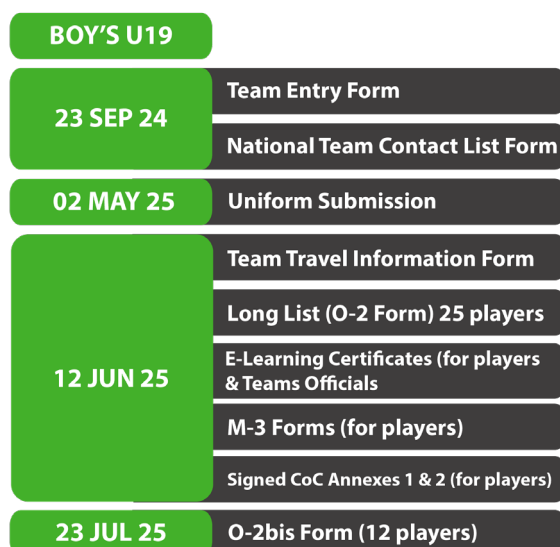 BOY'S U19
23 SEP 24
Team Entry Form
National Team Contact List Form
02 MAY 25
Uniform Submission
12 JUN 25
Team Travel Information Form
Long List (O-2 Form) 25 players
E-Learning Certificates (for players
& Teams Officials
M-3 Forms (for players)
Signed CoC Annexes 1 & 2 (for players)
23 JUL 25
O-2bis Form (12 players)